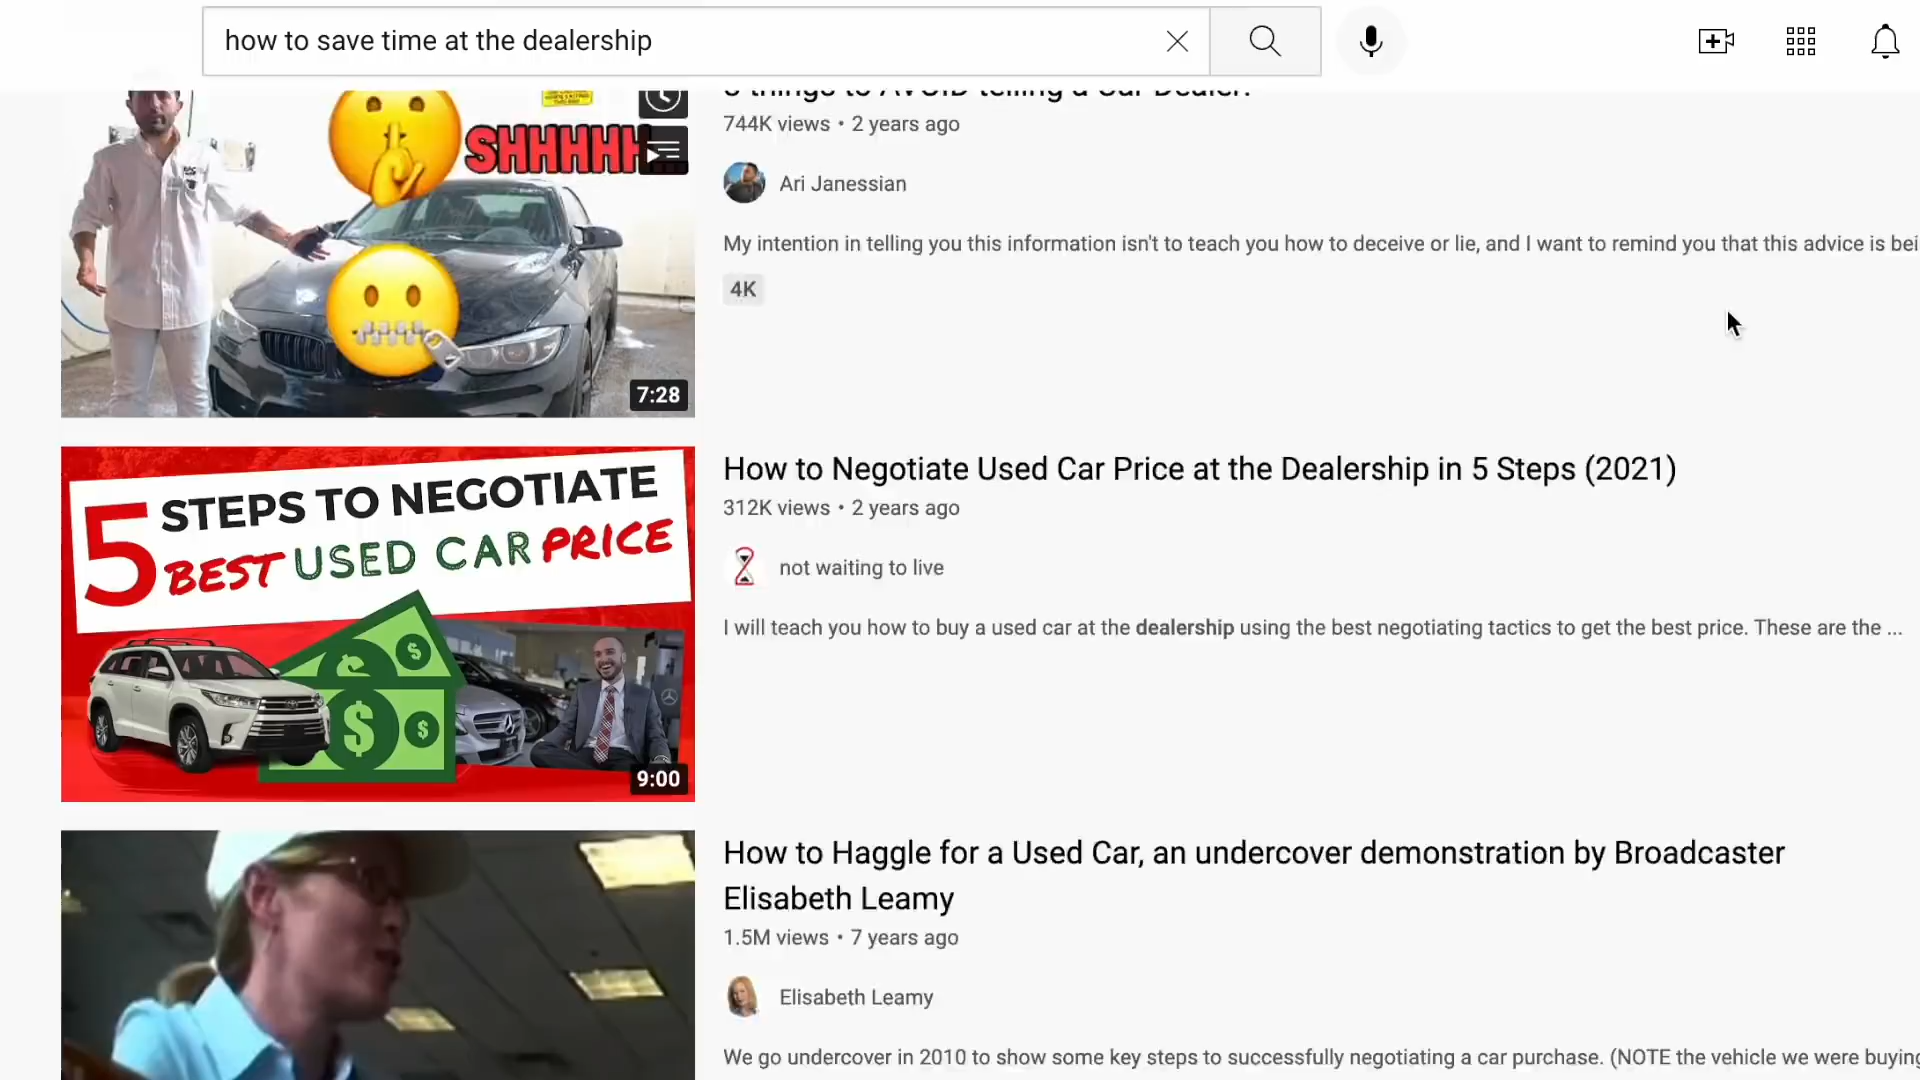 how to save time at the dealership
things to AVOID telling a Car Dealer!
744K views • 2 years ago
SHHHHH
Ari Janessian
My intention in telling you this information isn't to teach you how to deceive or lie, and I want to remind you that this advice is bei
4K
7:28
5 STEPS TO NEGOTIATE
BEST USED CAR PRICE
$ $
$ $
9:00
How to Negotiate Used Car Price at the Dealership in 5 Steps (2021)
312K views • 2 years ago
not waiting to live
I will teach you how to buy a used car at the dealership using the best negotiating tactics to get the best price. These are the ...
How to Haggle for a Used Car, an undercover demonstration by Broadcaster
Elisabeth Leamy
1.5M views • 7 years ago
Elisabeth Leamy
We go undercover in 2010 to show some key steps to successfully negotiating a car purchase. (NOTE the vehicle we were buying